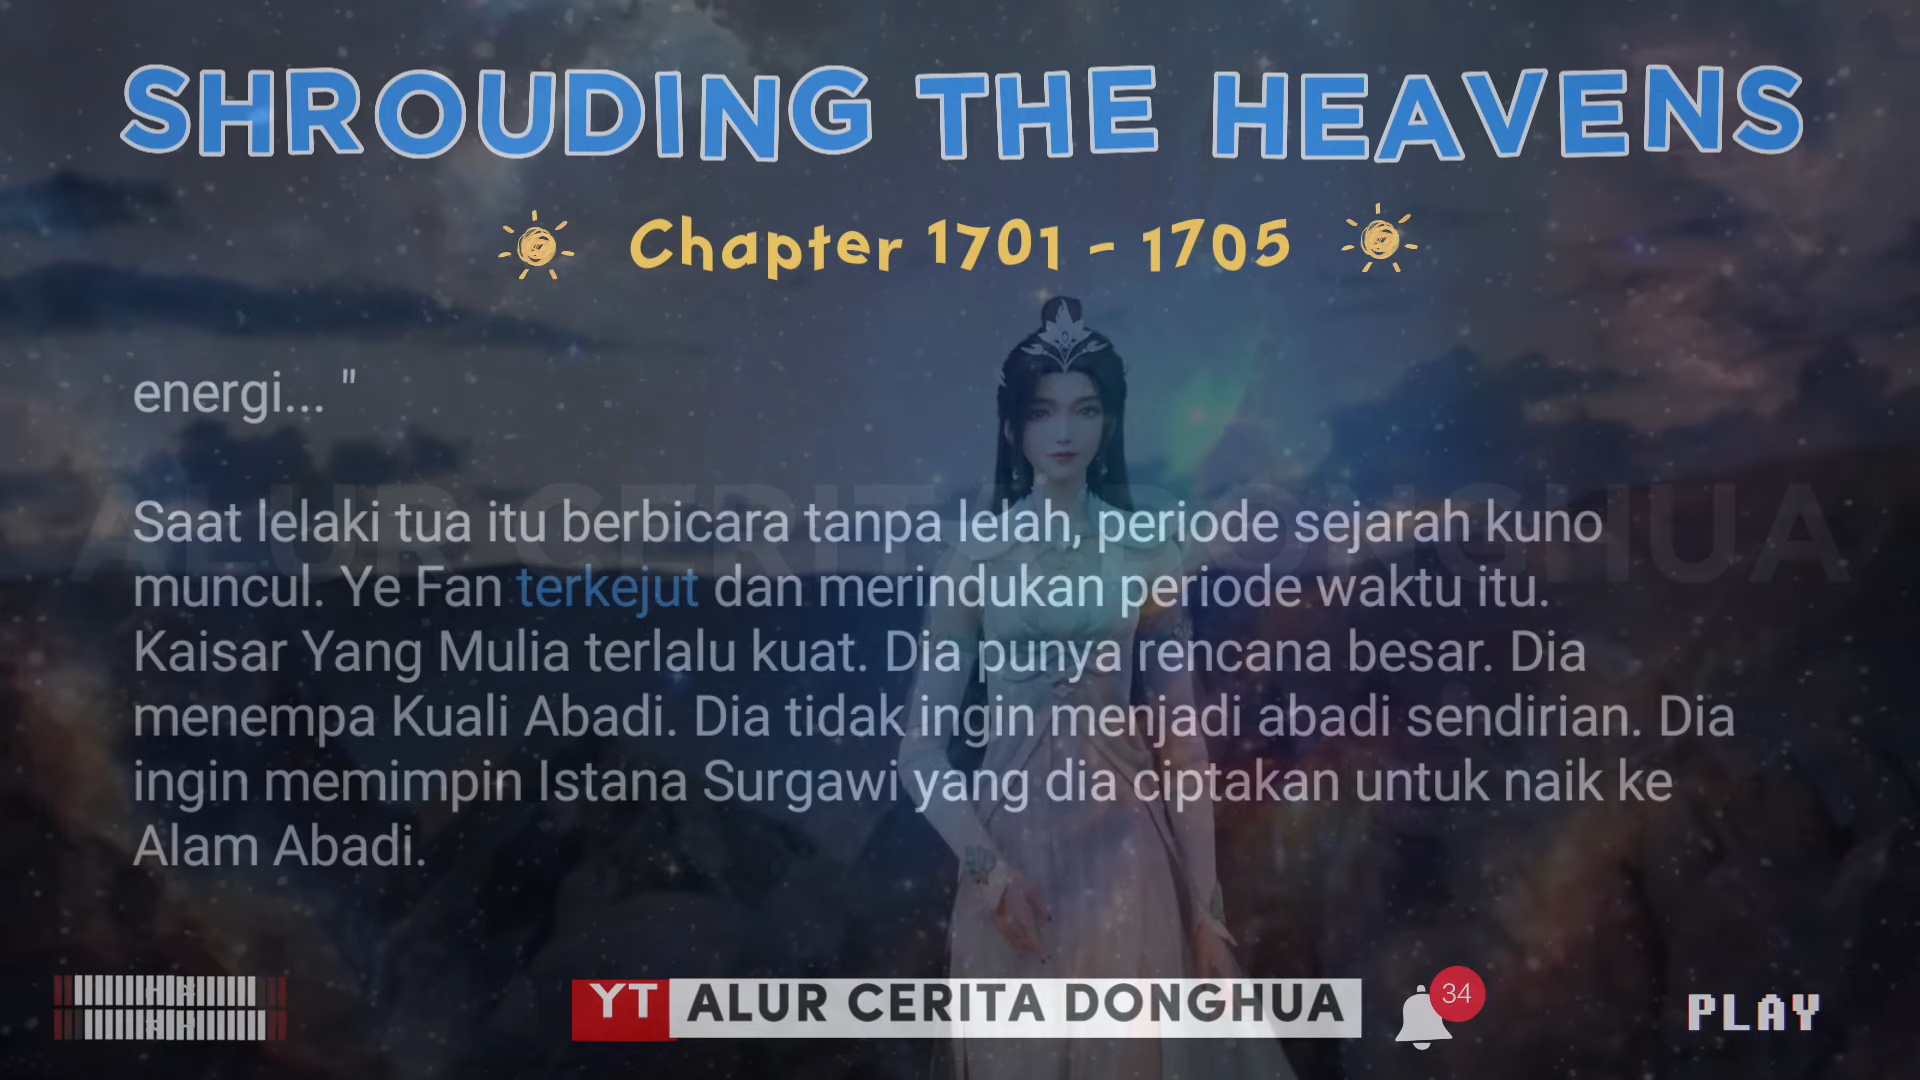 SHROUDING THE HEAVENS
Chapter 1701 - 1705
energi... "
ALUR CERITA DONGHUA
Saat lelaki tua itu berbicara tanpa lelah, periode sejarah kuno
muncul. Ye Fan terkejut dan merindukan periode waktu itu.
Kaisar Yang Mulia terlalu kuat. Dia punya rencana besar. Dia
menempa Kuali Abadi. Dia tidak ingin menjadi abadi sendirian. Dia
ingin memimpin Istana Surgawi yang dia ciptakan untuk naik ke
Alam Abadi.
YT ALUR CERITA DONGHUA
34
PLAY